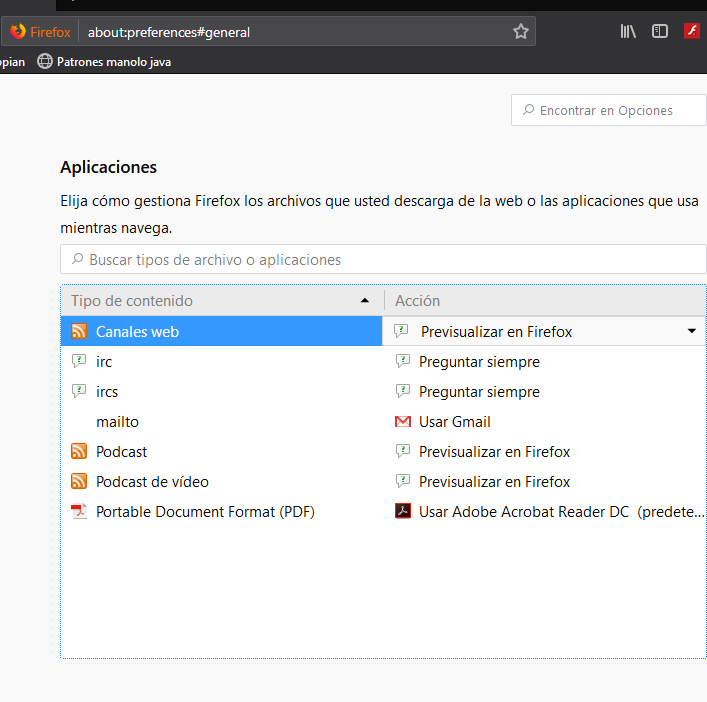 Firefox about:preferences#general
pian Patrones manolo java
Encontrar en Opciones
Aplicaciones
Elija cómo gestiona Firefox los archivos que usted descarga de la web o las aplicaciones que usa
mientras navega.
Buscar tipos de archivo o aplicaciones
Tipo de contenido Acción
Canales web Previsualizar en Firefox
irc Preguntar siempre
ircs Preguntar siempre
mailto Usar Gmail
Podcast Previsualizar en Firefox
Podcast de vídeo Previsualizar en Firefox
Portable Document Format (PDF) Usar Adobe Acrobat Reader DC (predete...